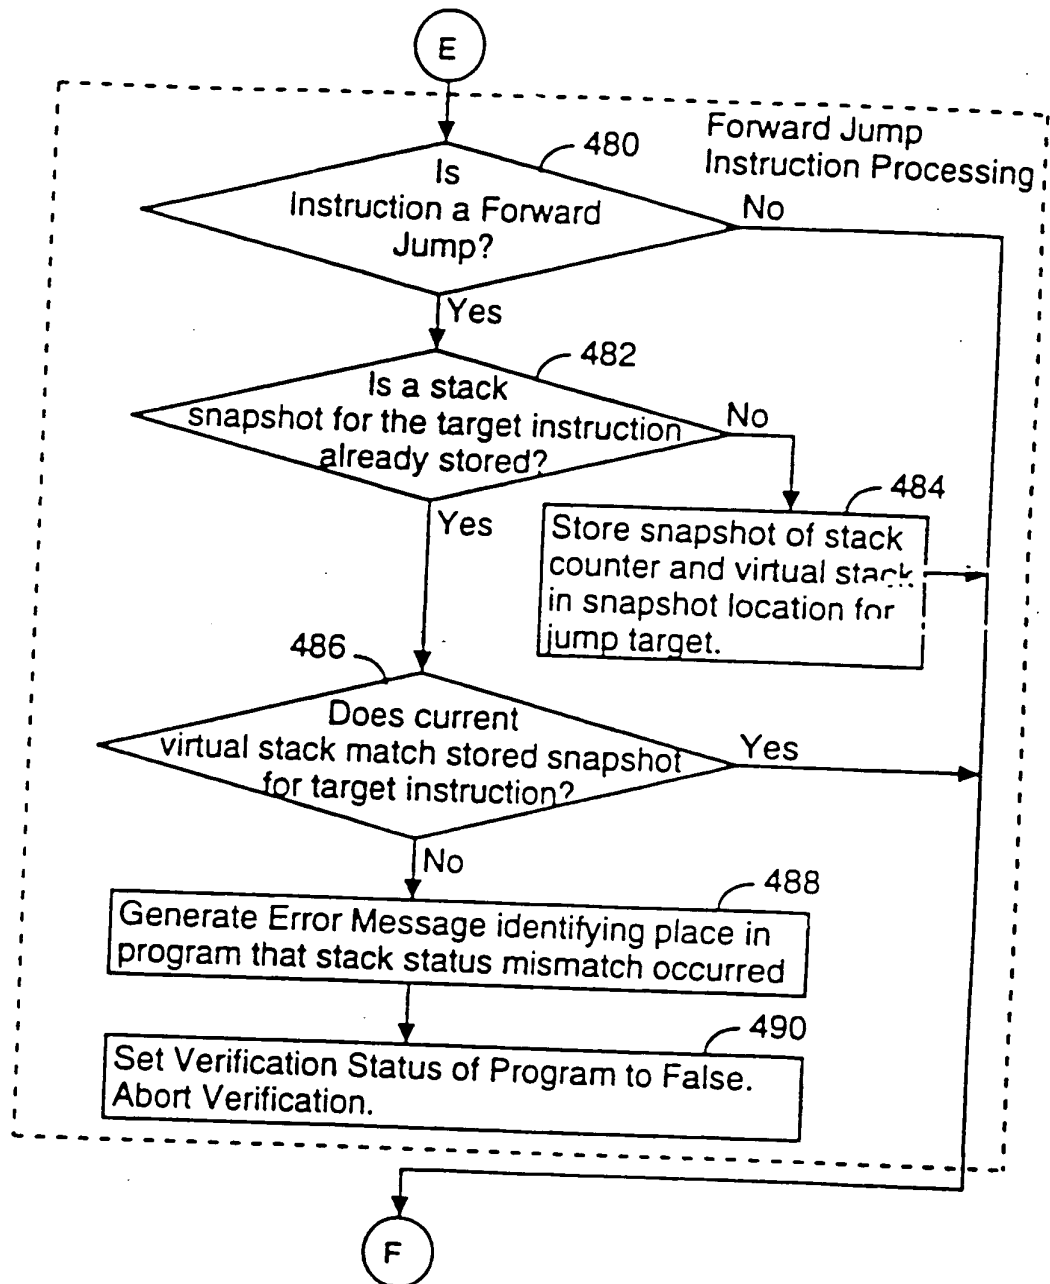 E
Forward Jump
Instruction Processing
480
Is
Instruction a Forward
Jump?
No
Yes
482
Is a stack
snapshot for the target instruction
already stored?
No
Yes
484
Store snapshot of stack
counter and virtual stack
in snapshot location for
jump target.
486
Does current
virtual stack match stored snapshot
for target instruction?
Yes
No
488
Generate Error Message identifying place in
program that stack status mismatch occurred
490
Set Verification Status of Program to False.
Abort Verification.
F